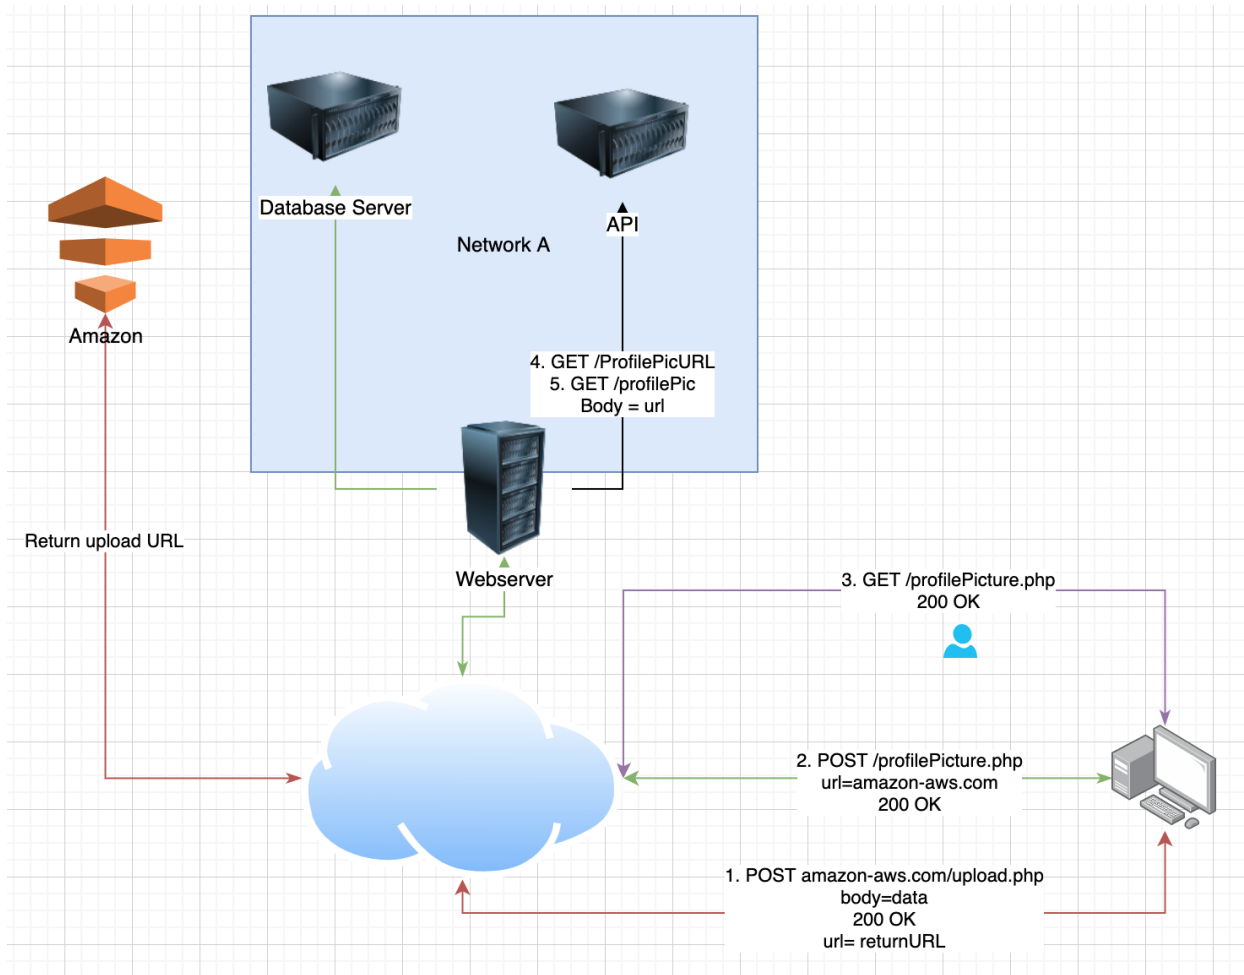 Database Server
API
Network A
Amazon
4. GET /ProfilePicURL
5. GET /profilePic
Body = url
Return upload URL
Webserver
3. GET /profilePicture.php
200 OK
2. POST /profilePicture.php
url=amazon-aws.com
200 OK
1. POST amazon-aws.com/upload.php
body=data
200 OK
url= returnURL